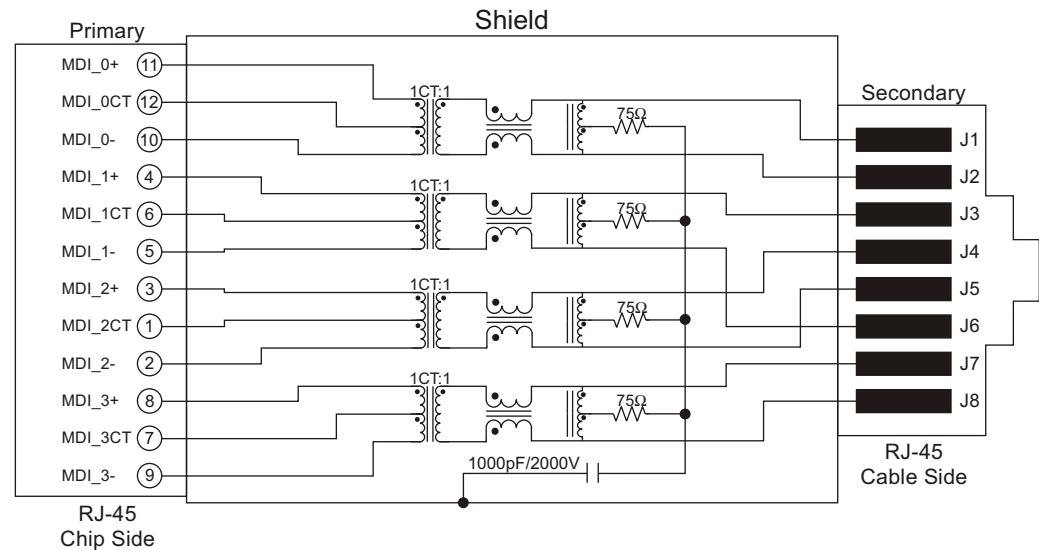 Shield
Primary
MDI_0+ 11
MDI_0CT 12
MDI_0- 10
MDI_1+ 4
MDI_1CT 6
MDI_1- 5
MDI_2+ 3
MDI_2CT 1
MDI_2- 2
MDI_3+ 8
MDI_3CT 7
MDI_3- 9
RJ-45
Chip Side
1CT:1
75Ω
1CT:1
75Ω
1CT:1
75Ω
1CT:1
75Ω
1000pF/2000V
Secondary
J1
J2
J3
J4
J5
J6
J7
J8
RJ-45
Cable Side